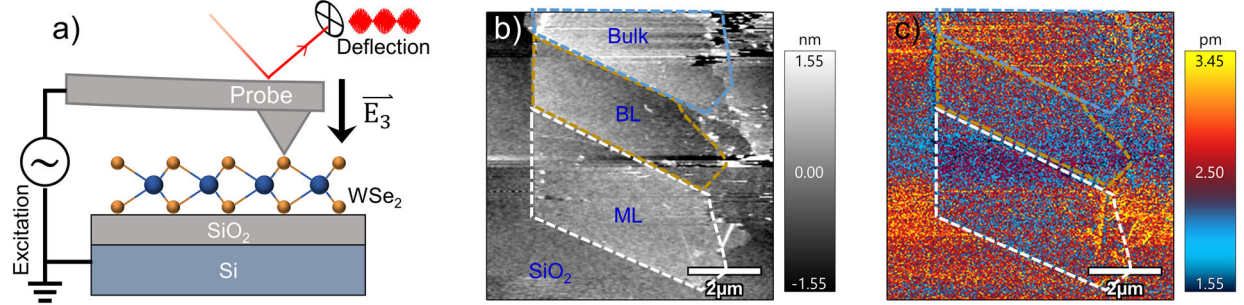 a)
Deflection
Probe
E₃
Excitation
~
WSe₂
SiO₂
Si
b)
Bulk
BL
ML
SiO₂
2μm
nm
1.55
0.00
-1.55
c)
2μm
pm
3.45
2.50
1.55